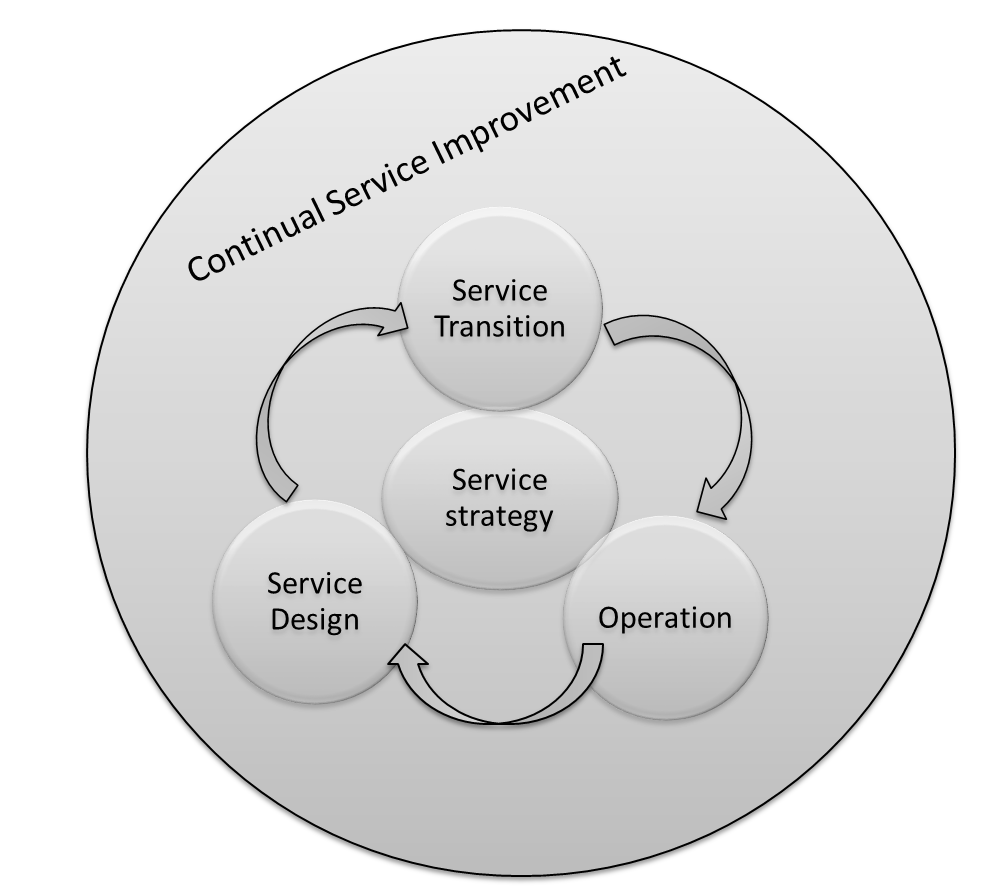 Continual Service Improvement
Service
Transition
Service
strategy
Service
Design
Operation